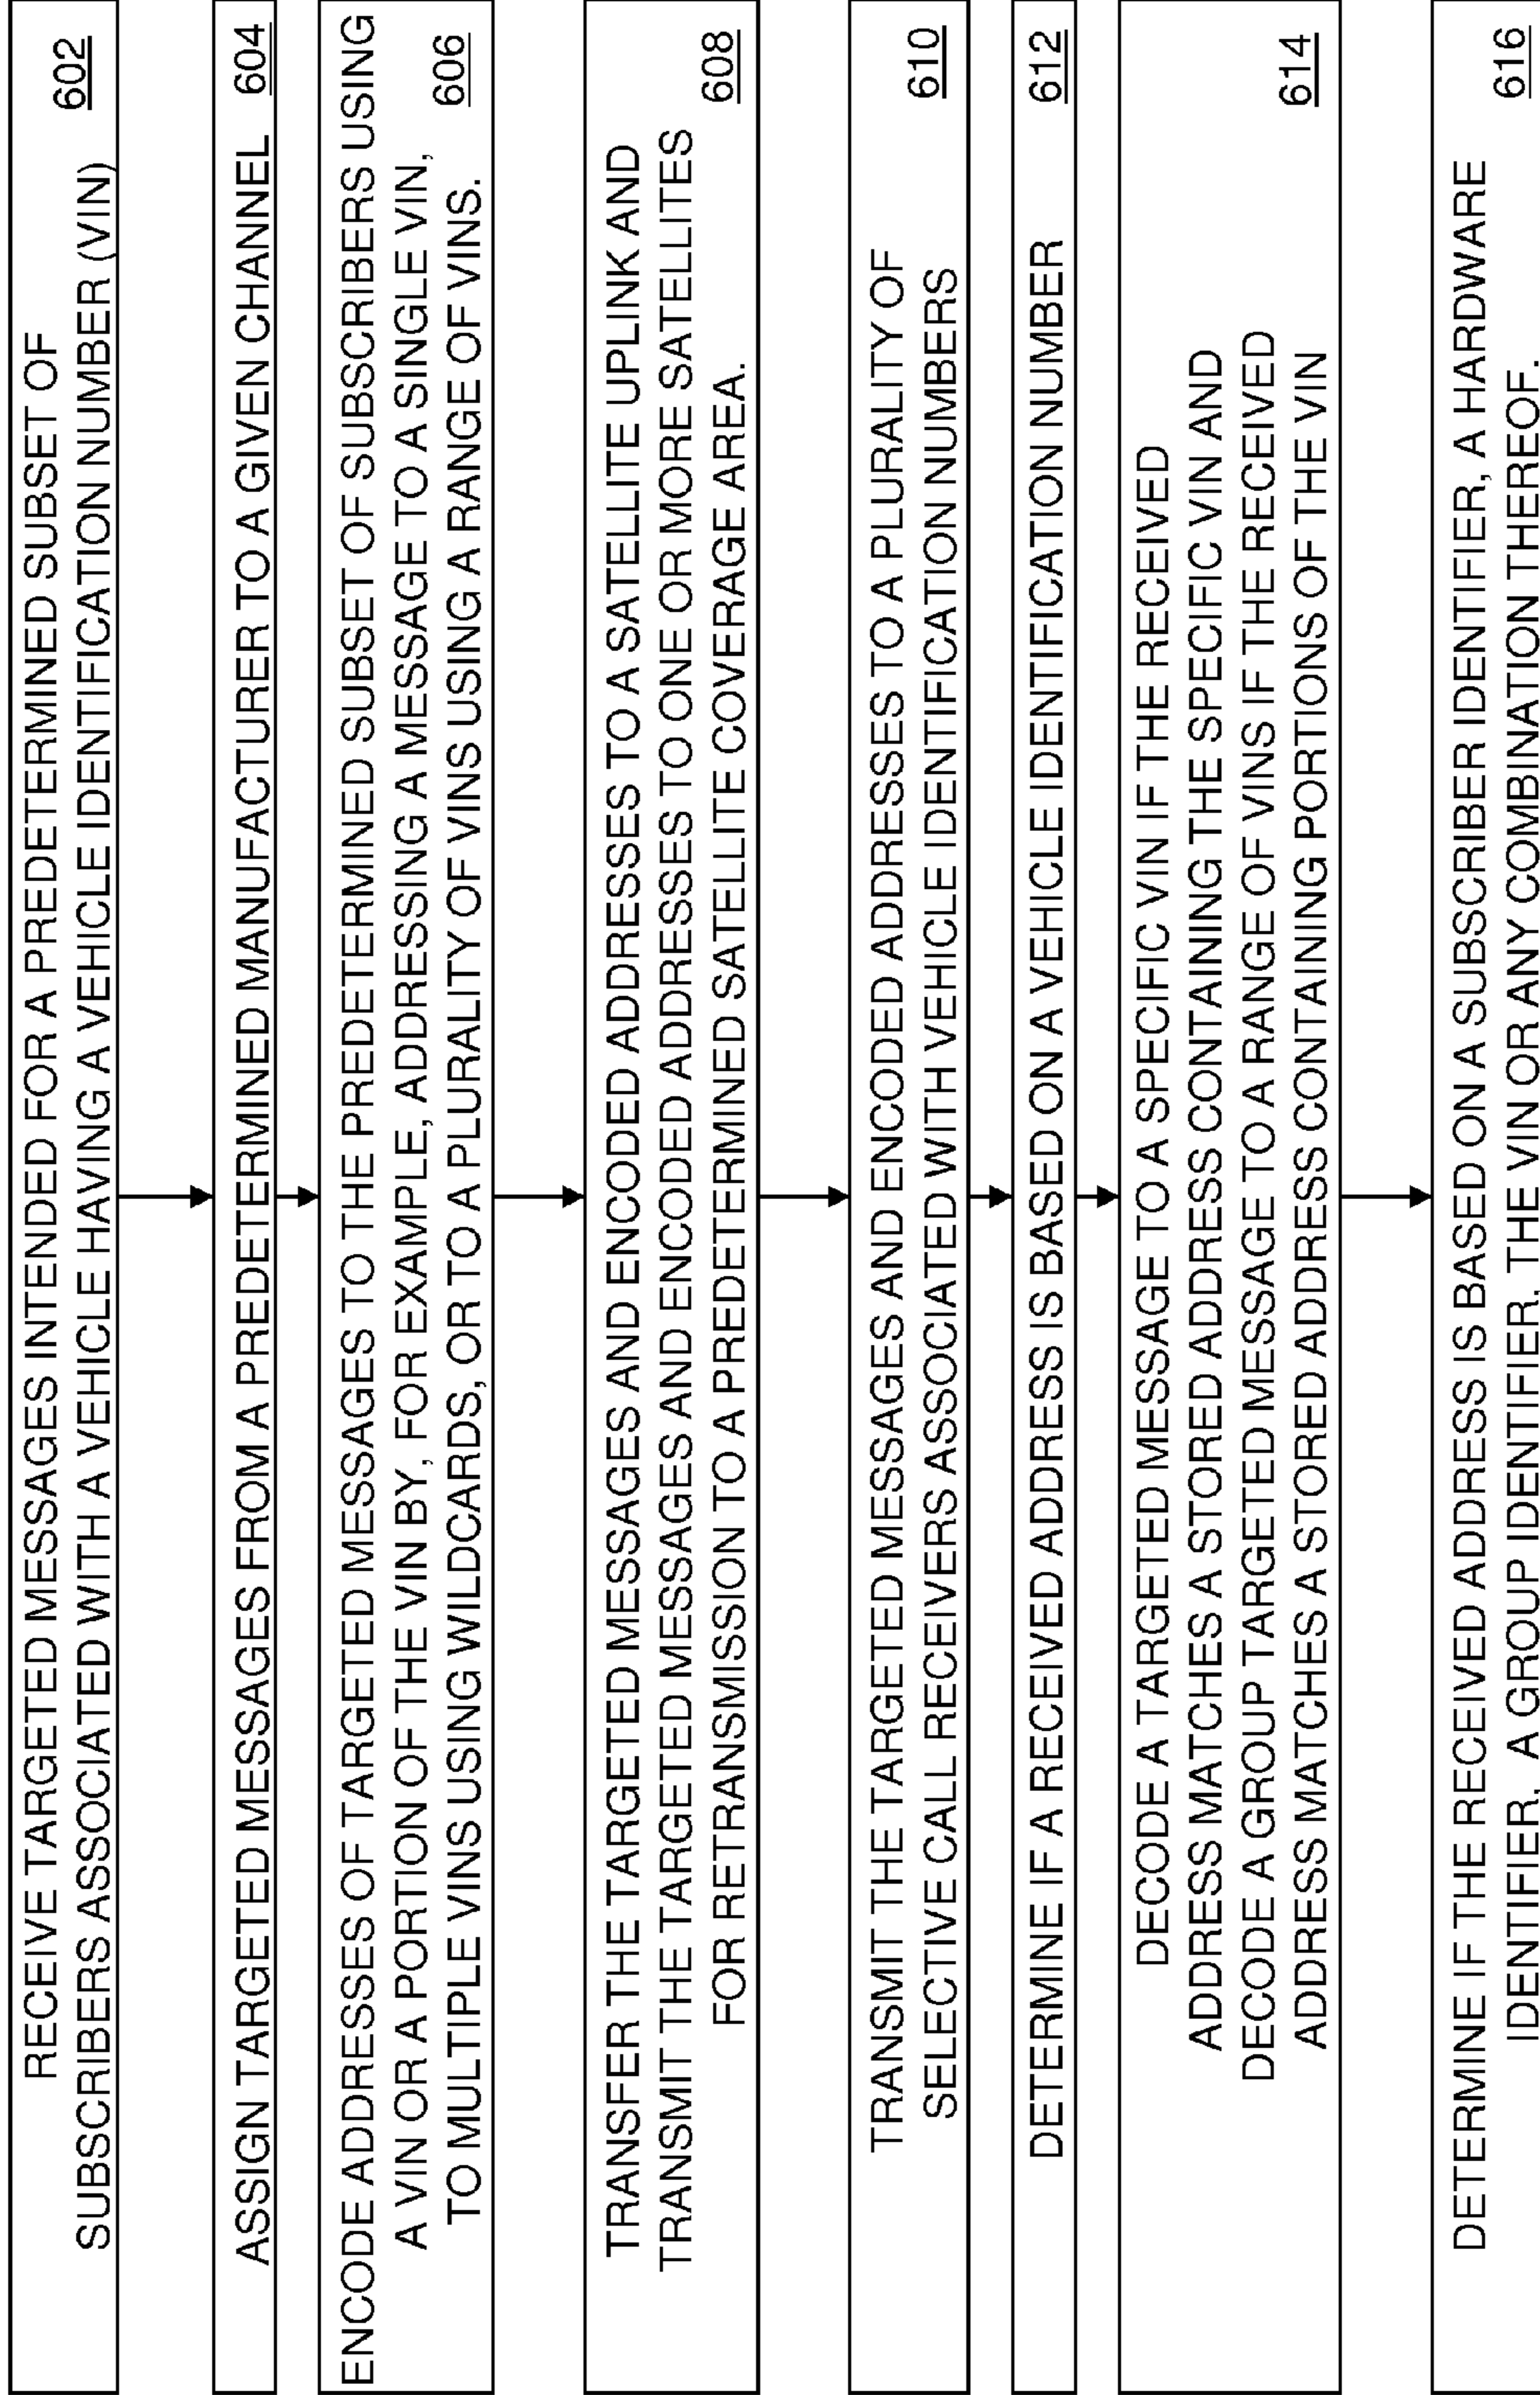 RECEIVE TARGETED MESSAGES INTENDED FOR A PREDETERMINED SUBSET OF
SUBSCRIBERS ASSOCIATED WITH A VEHICLE HAVING A VEHICLE IDENTIFICATION NUMBER (VIN)
602
ASSIGN TARGETED MESSAGES FROM A PREDETERMINED MANUFACTURER TO A GIVEN CHANNEL 604
ENCODE ADDRESSES OF TARGETED MESSAGES TO THE PREDETERMINED SUBSET OF SUBSCRIBERS USING
A VIN OR A PORTION OF THE VIN BY, FOR EXAMPLE, ADDRESSING A MESSAGE TO A SINGLE VIN,
TO MULTIPLE VINS USING WILDCARDS, OR TO A PLURALITY OF VINS USING A RANGE OF VINS.
606
TRANSFER THE TARGETED MESSAGES AND ENCODED ADDRESSES TO A SATELLITE UPLINK AND
TRANSMIT THE TARGETED MESSAGES AND ENCODED ADDRESSES TO ONE OR MORE SATELLITES
FOR RETRANSMISSION TO A PREDETERMINED SATELLITE COVERAGE AREA.
608
TRANSMIT THE TARGETED MESSAGES AND ENCODED ADDRESSES TO A PLURALITY OF
SELECTIVE CALL RECEIVERS ASSOCIATED WITH VEHICLE IDENTIFICATION NUMBERS
610
DETERMINE IF A RECEIVED ADDRESS IS BASED ON A VEHICLE IDENTIFICATION NUMBER 612
DECODE A TARGETED MESSAGE TO A SPECIFIC VIN IF THE RECEIVED
ADDRESS MATCHES A STORED ADDRESS CONTAINING THE SPECIFIC VIN AND
DECODE A GROUP TARGETED MESSAGE TO A RANGE OF VINS IF THE RECEIVED
ADDRESS MATCHES A STORED ADDRESS CONTAINING PORTIONS OF THE VIN
614
DETERMINE IF THE RECEIVED ADDRESS IS BASED ON A SUBSCRIBER IDENTIFIER, A HARDWARE
IDENTIFIER, A GROUP IDENTIFIER, THE VIN OR ANY COMBINATION THEREOF.
616